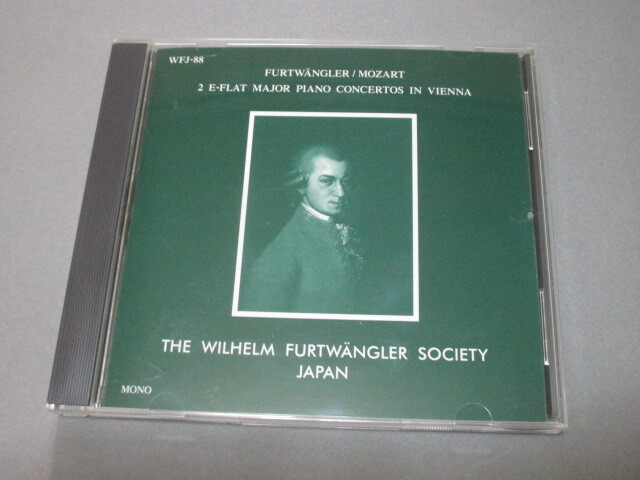 WFJ-88
FURTWÄNGLER / MOZART
2 E-FLAT MAJOR PIANO CONCERTOS IN VIENNA
THE WILHELM FURTWÄNGLER SOCIETY
JAPAN
MONO